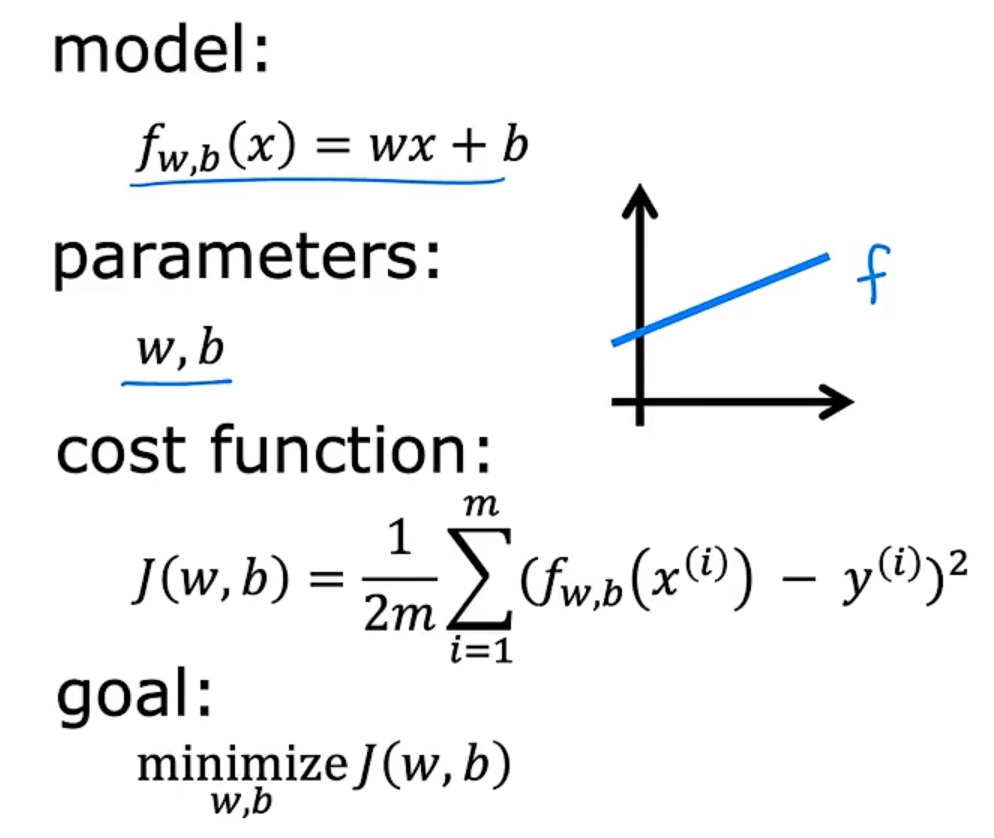 model:
f_{w,b}(x) = wx + b
parameters:
w, b
f
cost function:
J(w, b) = \frac{1}{2m} \sum_{i=1}^{m} (f_{w,b}(x^{(i)}) - y^{(i)})^2
goal:
\underset{w,b}{\text{minimize}} J(w, b)